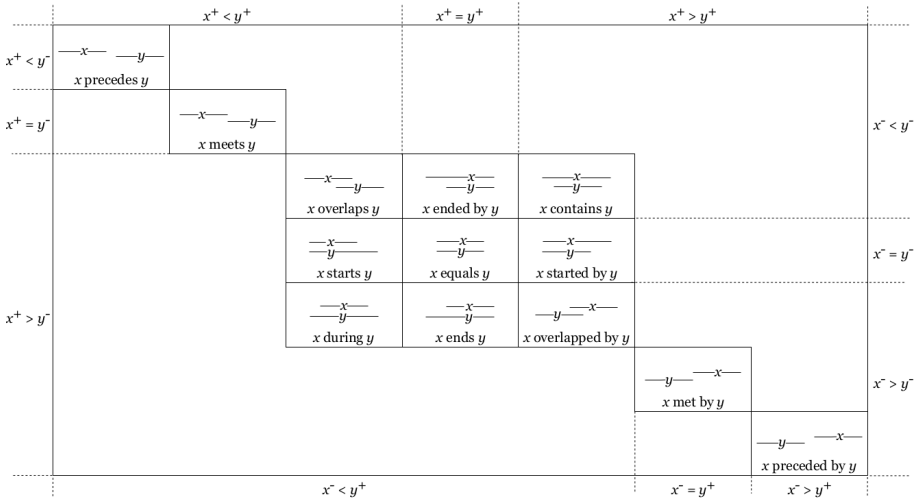 x⁺ < y⁺ x⁺ = y⁺ x⁺ > y⁺
x⁺ < y⁻
x y
x precedes y
x⁺ = y⁻
x y
x meets y
x⁻ < y⁻
x x x
y y y
x overlaps y x ended by y x contains y
x x x
y y y
x starts y x equals y x started by y
x⁻ = y⁻
x x x
y y y
x during y x ends y x overlapped by y
x⁺ > y⁻
y x
x met by y
x⁻ > y⁻
y x
x preceded by y
x⁻ < y⁺ x⁻ = y⁺ x⁻ > y⁺